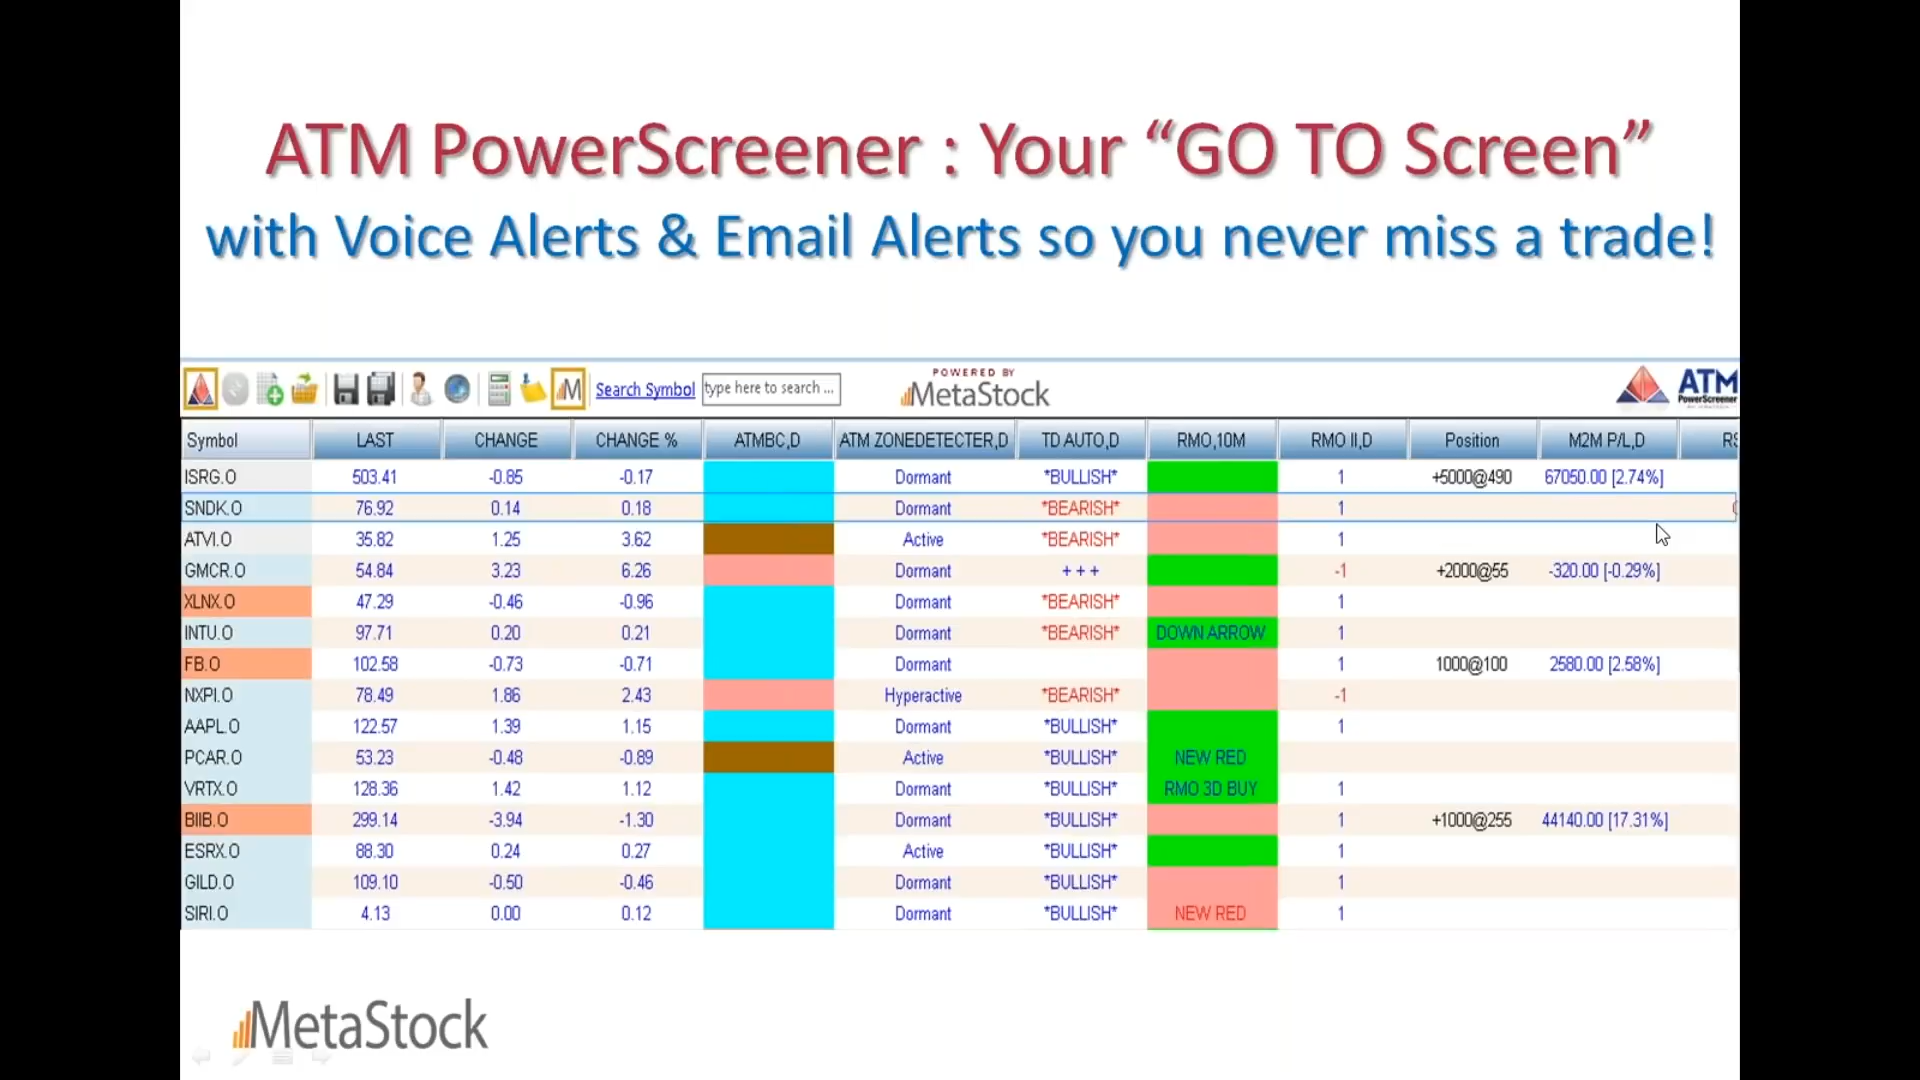 ATM PowerScreener : Your “GO TO Screen”
with Voice Alerts & Email Alerts so you never miss a trade!
Search Symbol type here to search ... POWERED BY
MetaStock
ATM
PowerScreener
Symbol LAST CHANGE CHANGE % ATMBC,D ATM ZONEDETECTER,D TD AUTO,D RMO,10M RMO II,D Position M2M P/L,D
ISRG.O 503.41 -0.85 -0.17 Dormant *BULLISH* 1 +5000@490 67050.00 [2.74%]
SNDK.O 76.92 0.14 0.18 Dormant *BEARISH* 1
ATVI.O 35.82 1.25 3.62 Active *BEARISH* 1
GMCR.O 54.84 3.23 6.26 Dormant + + + -1 +2000@55 -320.00 [-0.29%]
XLNX.O 47.29 -0.46 -0.96 Dormant *BEARISH* 1
INTU.O 97.71 0.20 0.21 Dormant *BEARISH* DOWN ARROW 1
FB.O 102.58 -0.73 -0.71 Dormant 1 1000@100 2580.00 [2.58%]
NXPI.O 78.49 1.86 2.43 Hyperactive *BEARISH* -1
AAPL.O 122.57 1.39 1.15 Dormant *BULLISH* 1
PCAR.O 53.23 -0.48 -0.89 Active *BULLISH* NEW RED
VRTX.O 128.36 1.42 1.12 Dormant *BULLISH* RMO 3D BUY 1
BIIB.O 299.14 -3.94 -1.30 Dormant *BULLISH* 1 +1000@255 44140.00 [17.31%]
ESRX.O 88.30 0.24 0.27 Active *BULLISH* 1
GILD.O 109.10 -0.50 -0.46 Dormant *BULLISH* 1
SIRI.O 4.13 0.00 0.12 Dormant *BULLISH* NEW RED 1
MetaStock